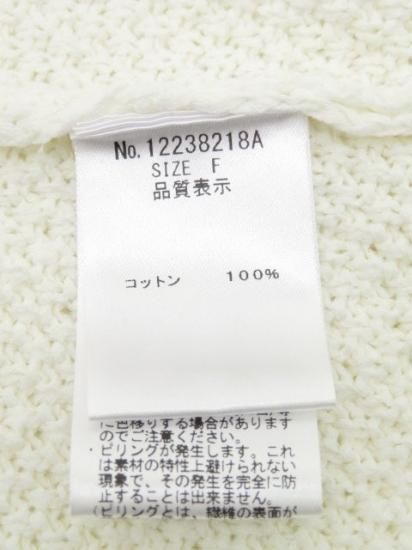 No. 12238218A
SIZE F
品質表示
コットン 100%
に色移りする場合があります
のでご注意ください。
・ピリングが発生します。これ
は素材の特性上避けられない
現象で、その発生を完全に防
止することは出来ません。
(ピリングとは、繊維の表面が